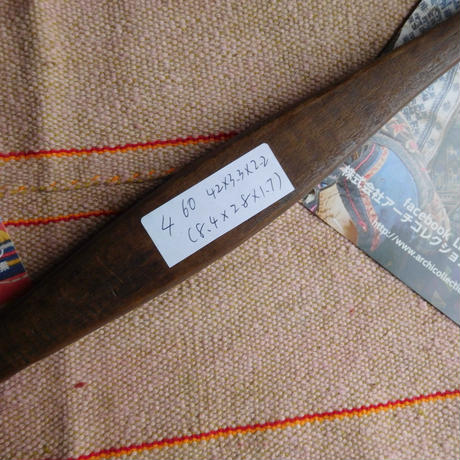 4 60 42×3.3×2.2
(8.4×2.8×1.7)
facebook
株式会社アーチコレクション
http://www.archicollecti